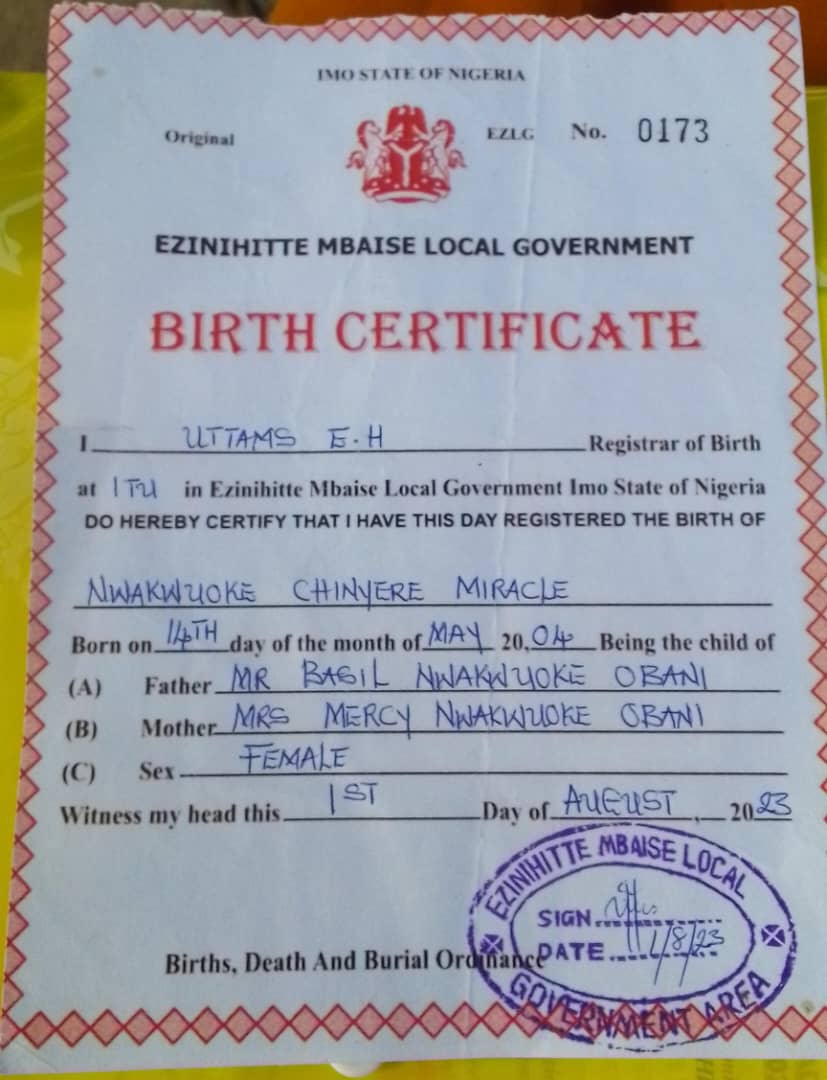 IMO STATE OF NIGERIA
Original EZLG No. 0173
EZINIHITTE MBAISE LOCAL GOVERNMENT
BIRTH CERTIFICATE
I UTTAMS E.H Registrar of Birth
at ITU in Ezinihitte Mbaise Local Government Imo State of Nigeria
DO HEREBY CERTIFY THAT I HAVE THIS DAY REGISTERED THE BIRTH OF
NWAKWUOKE CHINYERE MIRACLE
Born on 14TH day of the month of MAY 20,04 Being the child of
(A) Father MR BASIL NWAKWUOKE OBANI
(B) Mother MRS MERCY NWAKWUOKE OBANI
(C) Sex FEMALE
Witness my head this 1ST Day of AUGUST, 2023
EZINIHITTE MBAISE LOCAL
SIGN
DATE 1/8/23
GOVERNMENT AREA
Births, Death And Burial Ordinance